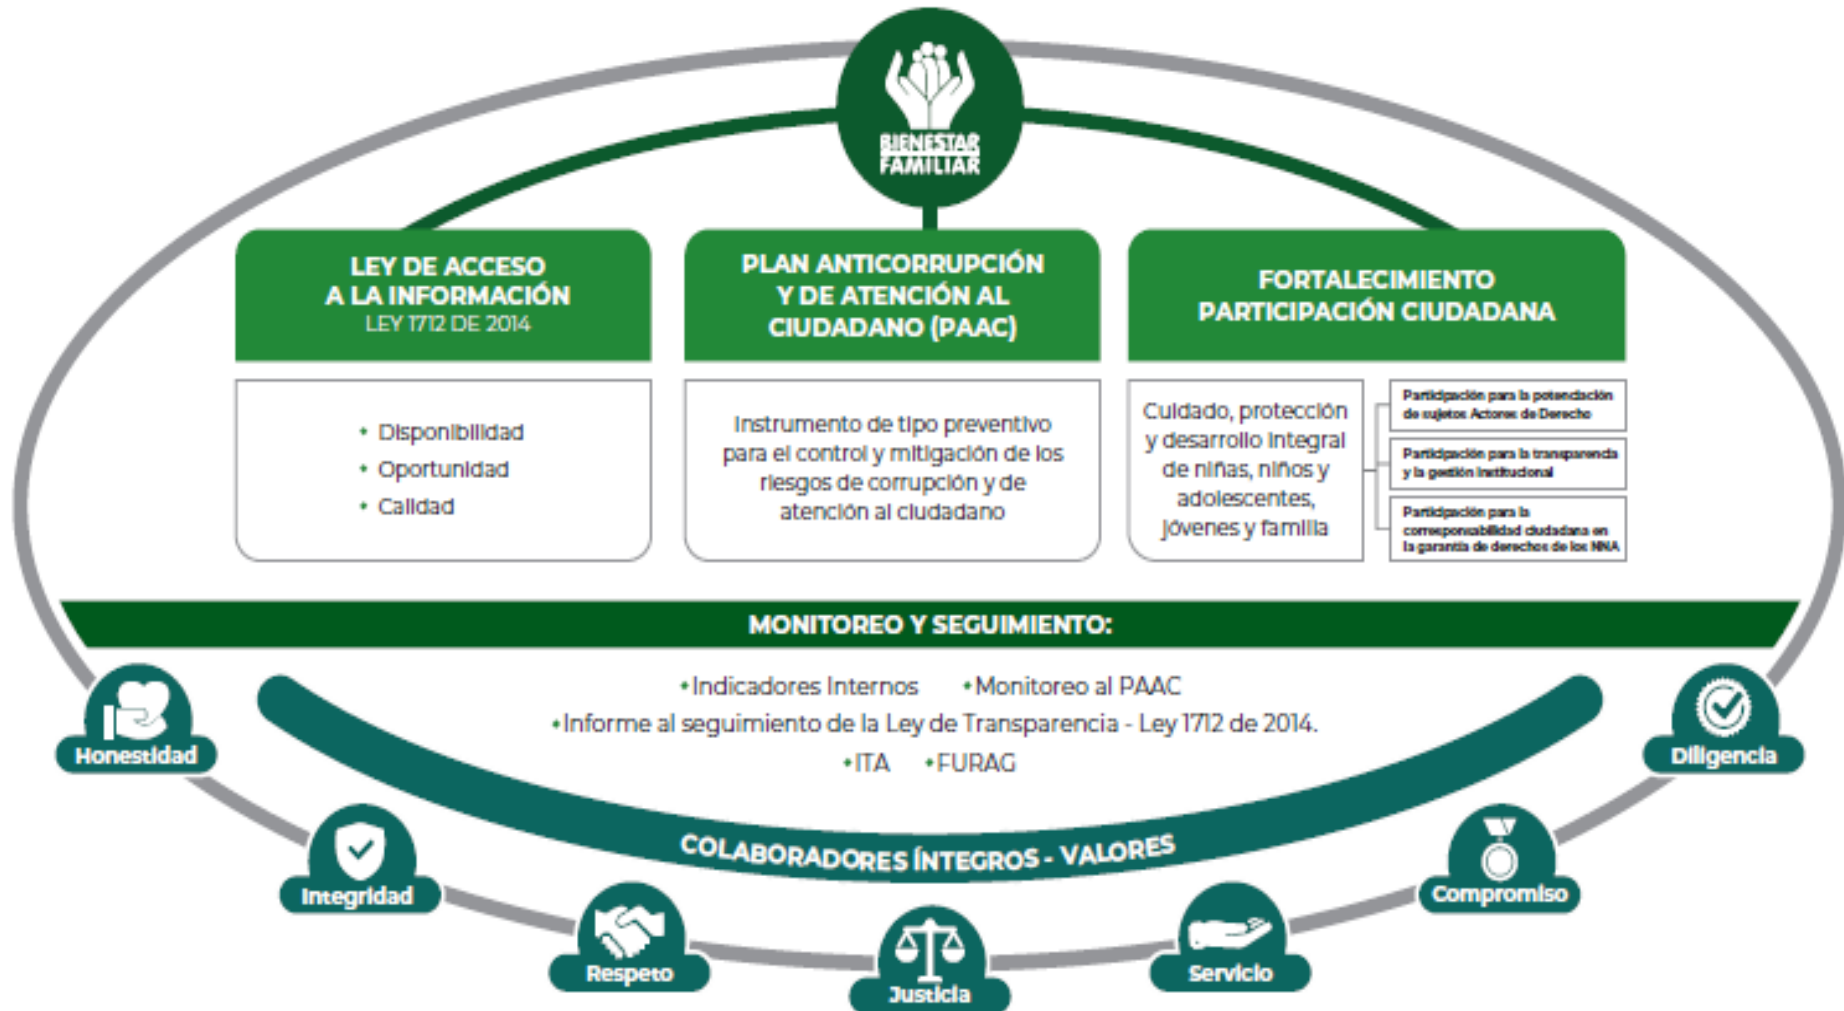 BIENESTAR
FAMILIAR
LEY DE ACCESO
A LA INFORMACIÓN
LEY 1712 DE 2014
• Disponibilidad
• Oportunidad
• Calidad
PLAN ANTICORRUPCIÓN
Y DE ATENCIÓN AL
CIUDADANO (PAAC)
Instrumento de tipo preventivo
para el control y mitigación de los
riesgos de corrupción y de
atención al ciudadano
FORTALECIMIENTO
PARTICIPACIÓN CIUDADANA
Cuidado, protección
y desarrollo integral
de niñas, niños y
adolescentes,
jóvenes y familia
Participación para la potenciación
de sujetos Actores de Derecho
Participación para la transparencia
y la gestión institucional
Participación para la
corresponsabilidad ciudadana en
la garantía de derechos de los NNA
MONITOREO Y SEGUIMIENTO:
•Indicadores Internos •Monitoreo al PAAC
•Informe al seguimiento de la Ley de Transparencia - Ley 1712 de 2014.
•ITA •FURAG
COLABORADORES ÍNTEGROS - VALORES
Honestidad
Integridad
Respeto
Justicia
Servicio
Compromiso
Diligencia